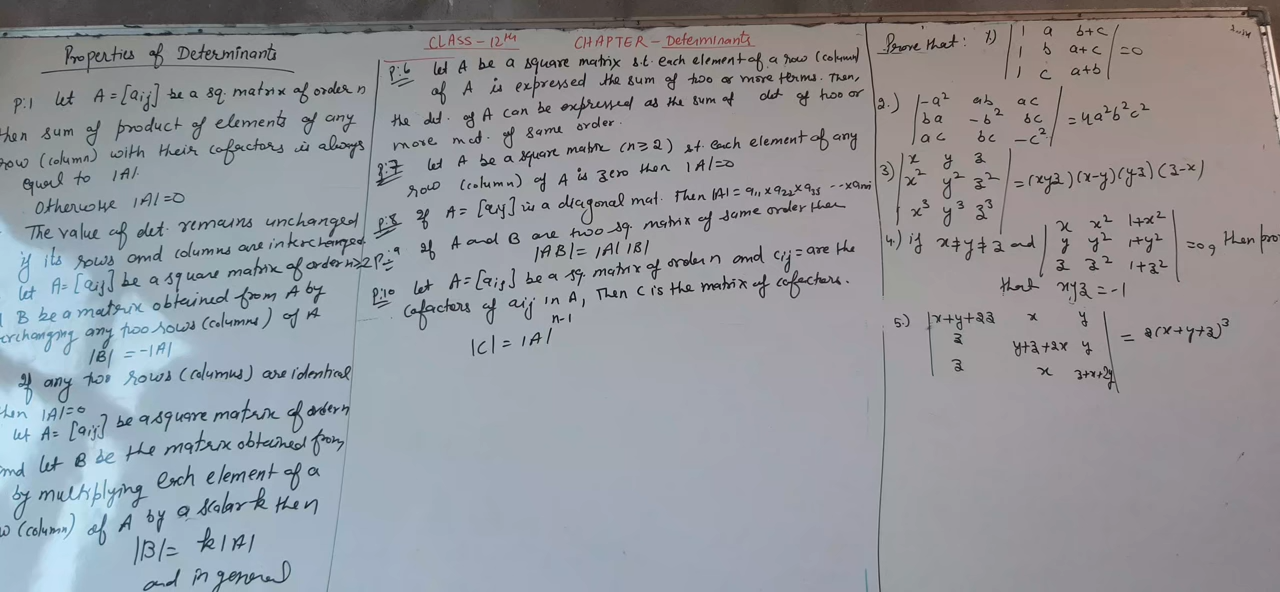 Properties of Determinants
P:1 let A = [aij] be a sq. matrix of order n
then sum of product of elements of any
row (column) with their cofactors is always
equal to |A|.
Otherwise |A|=0
The value of det. remains unchanged
if its rows and columns are interchanged
let A= [aij] be a square matrix of order n≥2
B be a matrix obtained from A by
erchanging any two rows (columns) of A
|B| = -|A|
If any two rows (columns) are identical
then |A|=0
let A= [aij] be a square matrix of order n
and let B be the matrix obtained from
by multiplying each element of a
w (column) of A by a scalar k then
|B|= k|A|
and in general
CLASS-12TH CHAPTER-Determinants
P:6 let A be a square matrix s.t. each element of a row (column)
of A is expressed the sum of two or more terms. Then,
the det. of A can be expressed as the sum of det of two or
more mat. of same order.
P:7 let A be a square matrix (n≥2) st. each element of any
row (column) of A is zero then |A|=0
P:8 If A= [aij] is a diagonal mat. Then |A| = a11 x a22 x a33 --- x ann
P:9 If A and B are two sq. matrix of same order then
|AB|= |A| |B|
P:10 let A=[aij] be a sq. matrix of order n and cij = are the
cofactors of aij in A, Then C is the matrix of cofactors.
|C| = |A|^(n-1)
Prove that: 1) | 1 a b+c |
| 1 b a+c | =0
| 1 c a+b |
2.) | -a² ab ac |
| ba -b² bc | = 4a²b²c²
| ac bc -c² |
3) | x y z |
| x² y² z² | = (xyz)(x-y)(yz)(z-x)
| x³ y³ z³ |
4.) if x≠y≠z and | x x² 1+x² |
| y y² 1+y² | =0, then pro
| z z² 1+z² |
that xyz = -1
5.) | x+y+2z x y |
| z y+z+2x y | = 2(x+y+z)³
| z x z+x+2y |